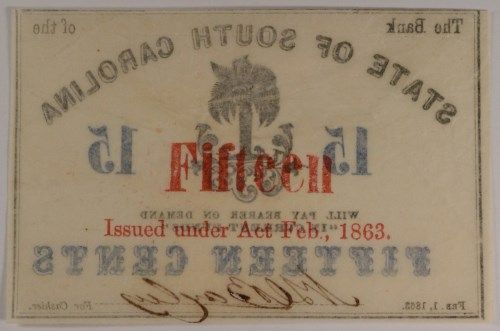 The Bank of the
STATE OF SOUTH CAROLINA
15 15
Fifteen
WILL PAY BEARER ON DEMAND
Issued under Act Feb., 1863.
FIFTEEN CENTS
Feb. 1, 1863. For Cashier.